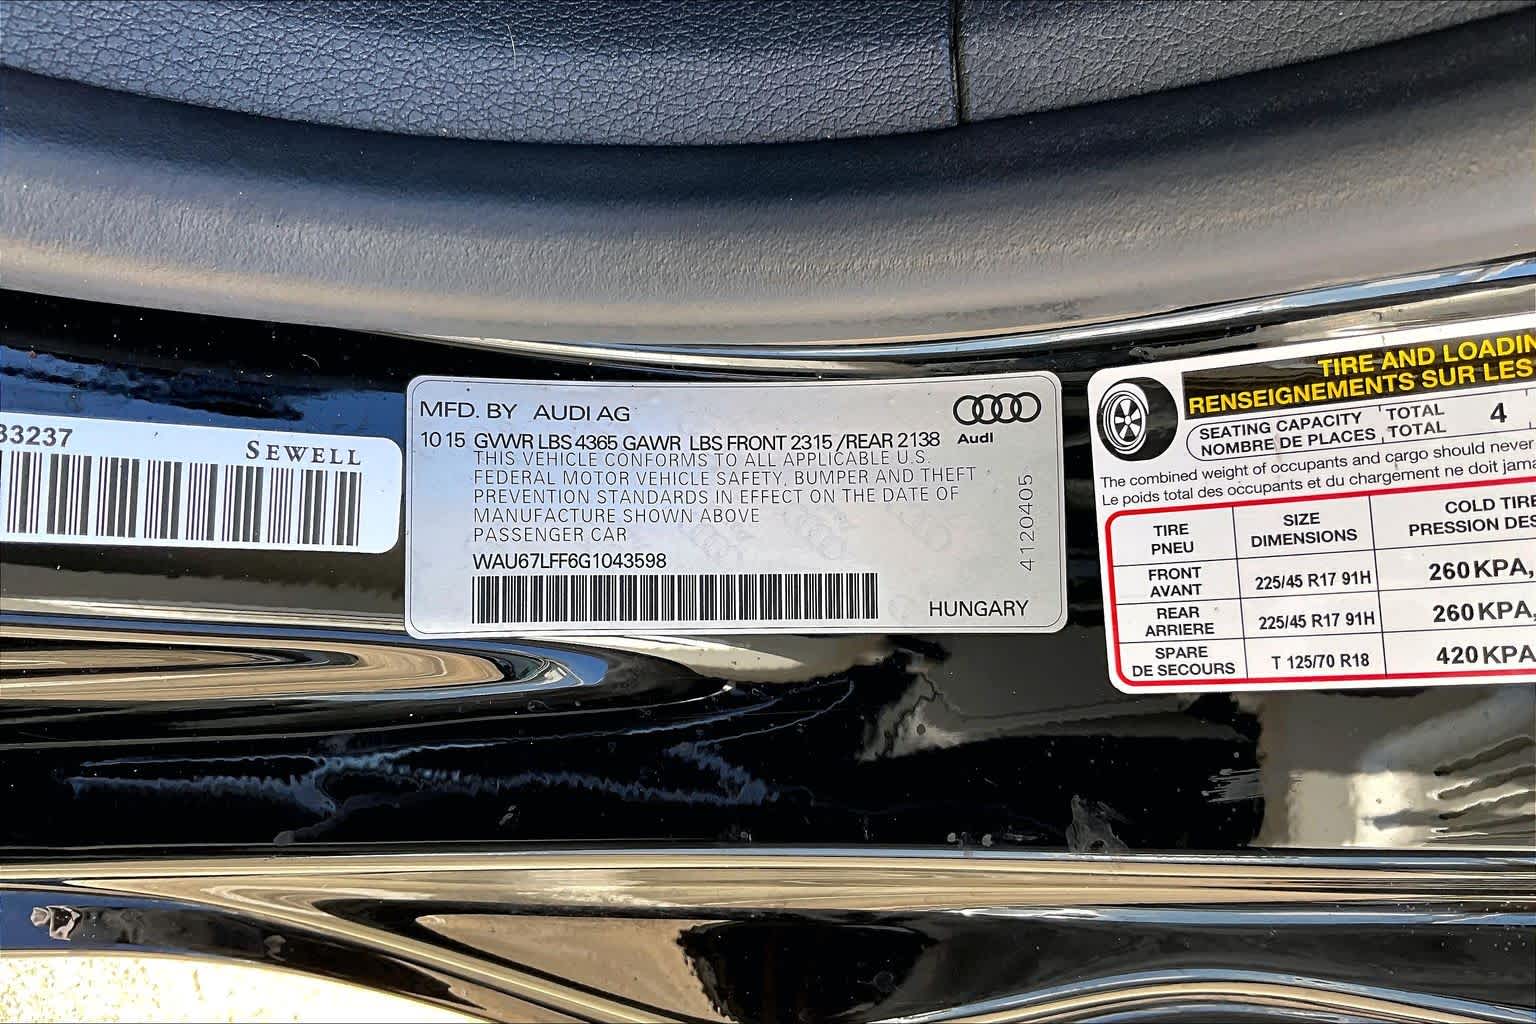 33237
SEWELL
MFD. BY AUDI AG
Audi
10 15 GVWR LBS 4365 GAWR LBS FRONT 2315 /REAR 2138
THIS VEHICLE CONFORMS TO ALL APPLICABLE U.S.
FEDERAL MOTOR VEHICLE SAFETY, BUMPER AND THEFT
PREVENTION STANDARDS IN EFFECT ON THE DATE OF
MANUFACTURE SHOWN ABOVE
PASSENGER CAR
WAU67LFF6G1043598
HUNGARY
4120405
TIRE AND LOADIN
RENSEIGNEMENTS SUR LES
SEATING CAPACITY TOTAL 4
NOMBRE DE PLACES TOTAL
The combined weight of occupants and cargo should never
Le poids total des occupants et du chargement ne doit jama
TIRE SIZE COLD TIRE
PNEU DIMENSIONS PRESSION DES
FRONT
AVANT 225/45 R17 91H 260 KPA,
REAR
ARRIERE 225/45 R17 91H 260 KPA,
SPARE
DE SECOURS T 125/70 R18 420 KPA